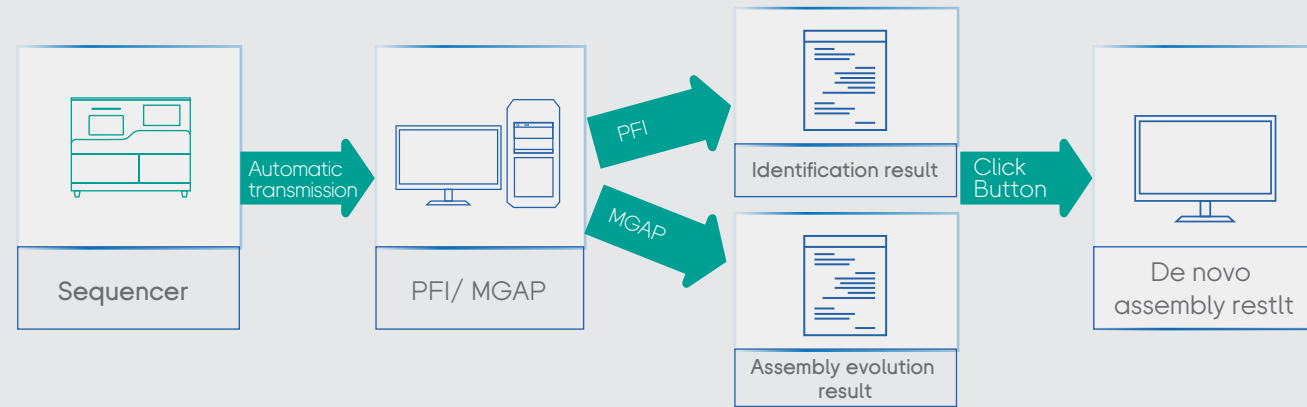 Sequencer
Automatic
transmission
PFI/ MGAP
PFI
MGAP
Identification result
Assembly evolution
result
Click
Button
De novo
assembly restlt